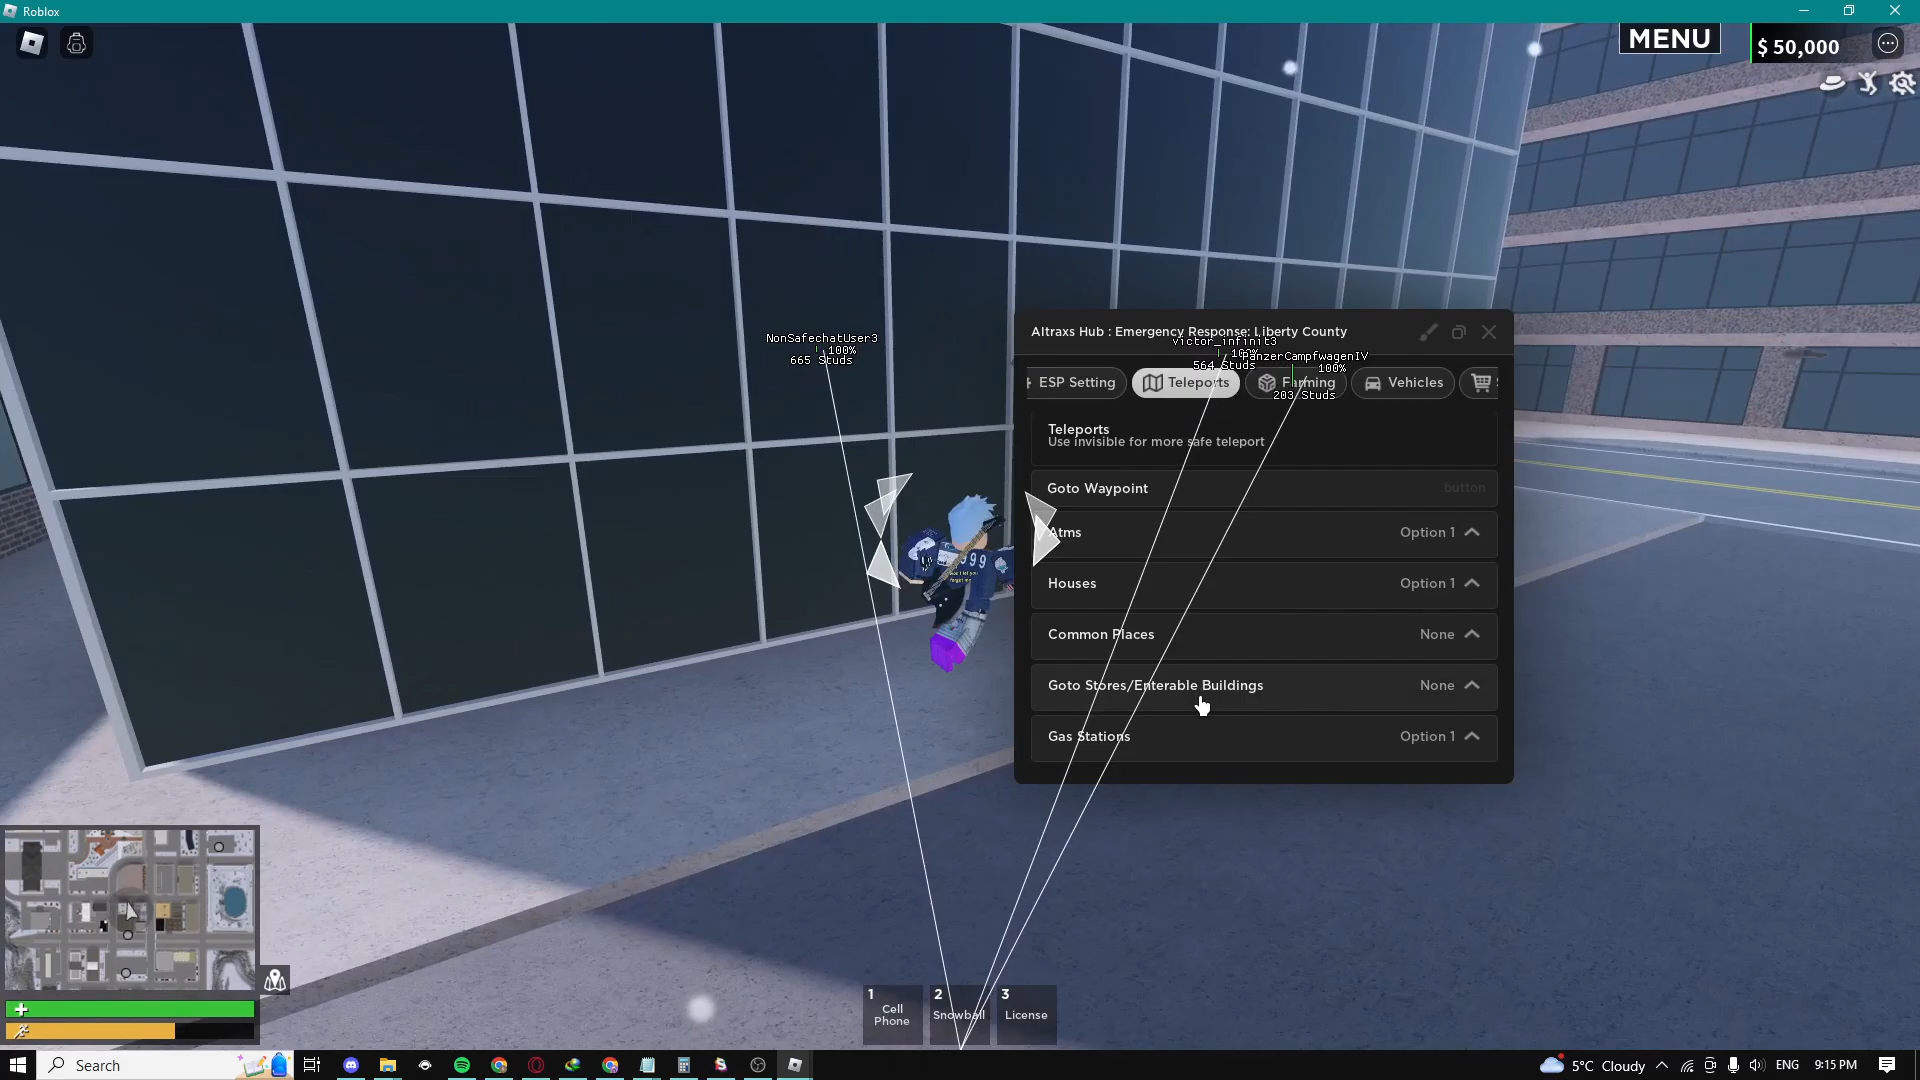 Roblox
MENU
$ 50,000
NonSafechatUser3
100%
665 Studs
Altraxs Hub : Emergency Response: Liberty County
victor_infinit3
100%
564 Studs
PanzerCampfwagenIV
100%
203 Studs
ESP Setting
Teleports
Farming
Vehicles
Teleports
Use invisible for more safe teleport
Goto Waypoint
button
Atms
Option 1
Houses
Option 1
Common Places
None
Goto Stores/Enterable Buildings
None
Gas Stations
Option 1
1
Cell
Phone
2
Snowball
3
License
Search
5°C Cloudy
ENG
9:15 PM